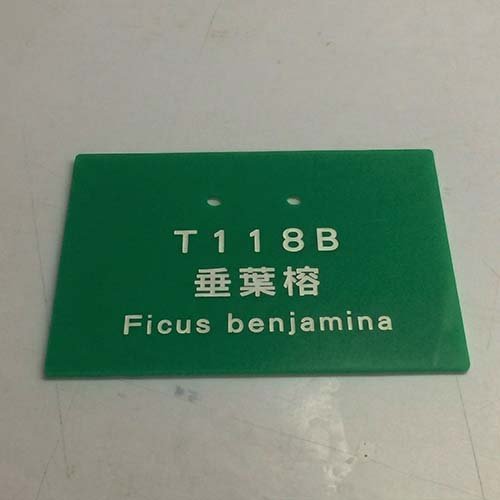 T118B
垂葉榕
Ficus benjamina